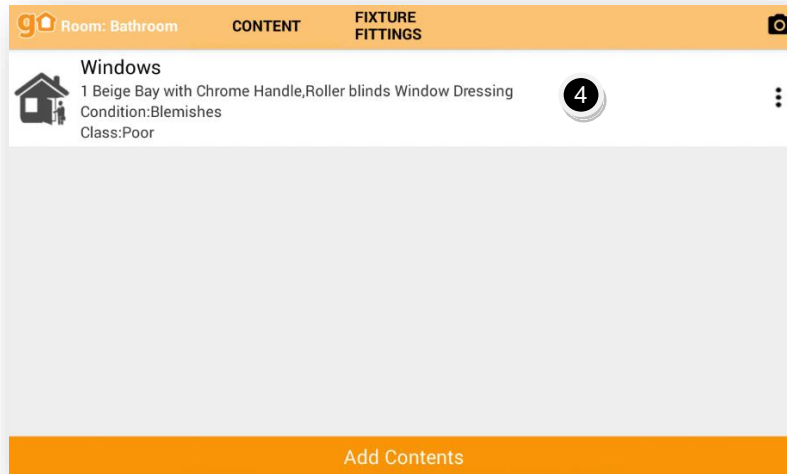 go Room: Bathroom
CONTENT
FIXTURE
FITTINGS
Windows
1 Beige Bay with Chrome Handle,Roller blinds Window Dressing
Condition:Blemishes
Class:Poor
4
Add Contents